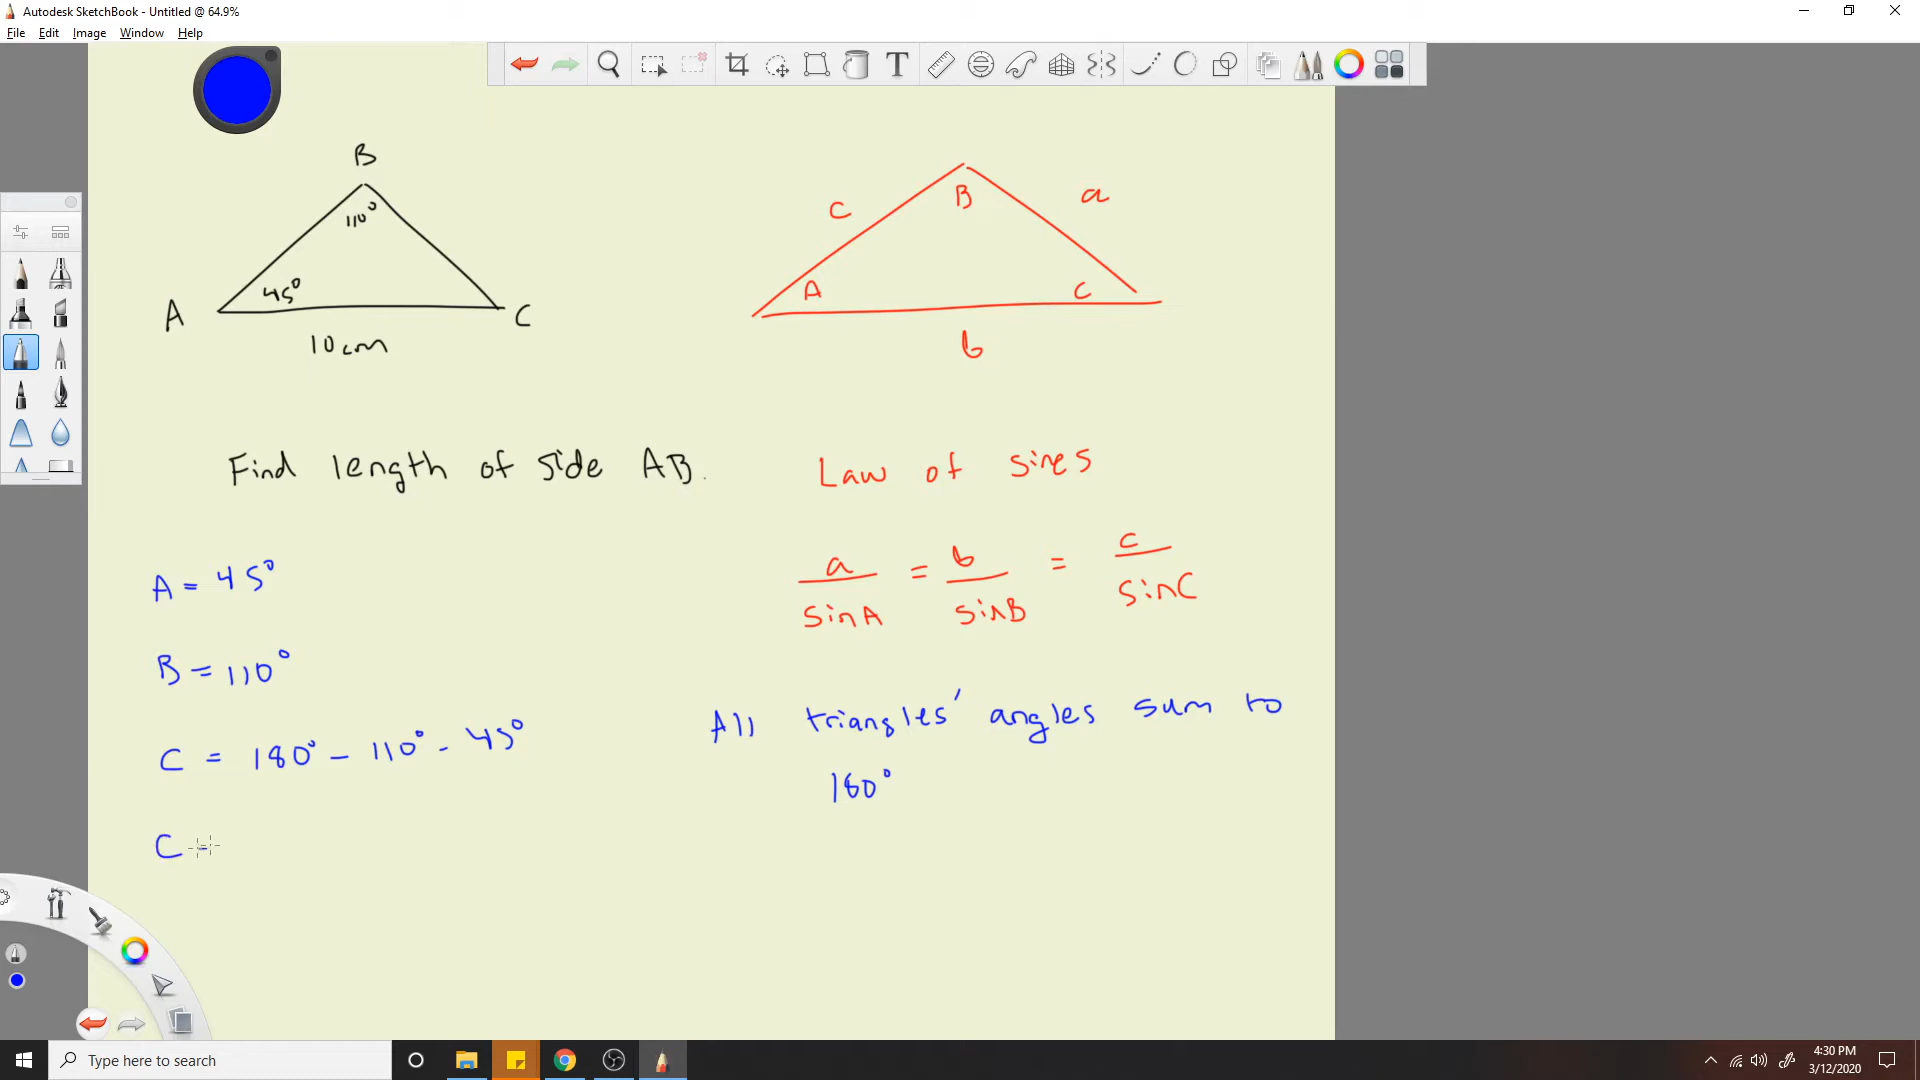 Autodesk SketchBook - Untitled @ 64.9%
File Edit Image Window Help
T
B
110°
45°
A
C
10cm
c
B
a
A
C
b
Find length of side AB.
Law of sines
a/sinA = b/sinB = c/sinC
A = 45°
B = 110°
C = 180° - 110° - 45°
All triangles' angles sum to
180°
C -
Type here to search
4:30 PM
3/12/2020